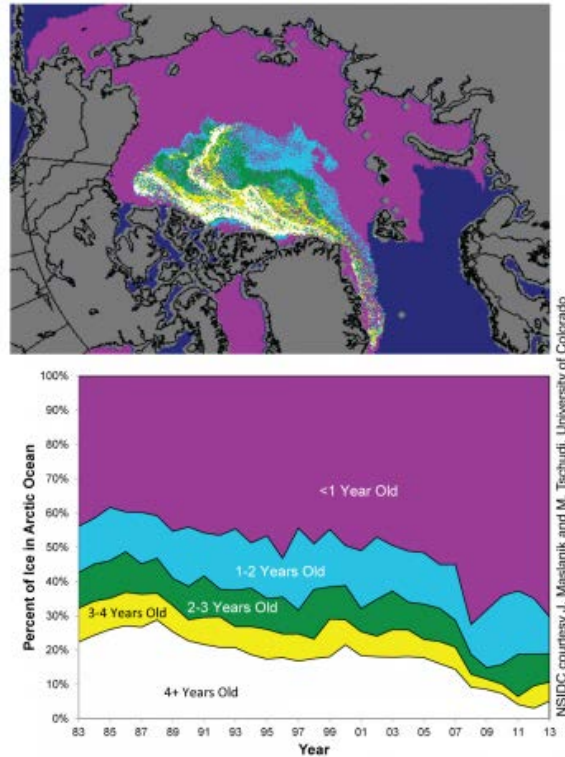 100%
90%
80%
70%
60%
50%
40%
30%
20%
10%
0%
Percent of Ice in Arctic Ocean
<1 Year Old
1-2 Years Old
2-3 Years Old
3-4 Years Old
4+ Years Old
83 85 87 89 91 93 95 97 99 01 03 05 07 09 11 13
Year
NSIDC courtesy J. Maslanik and M. Tschudi, University of Colorado